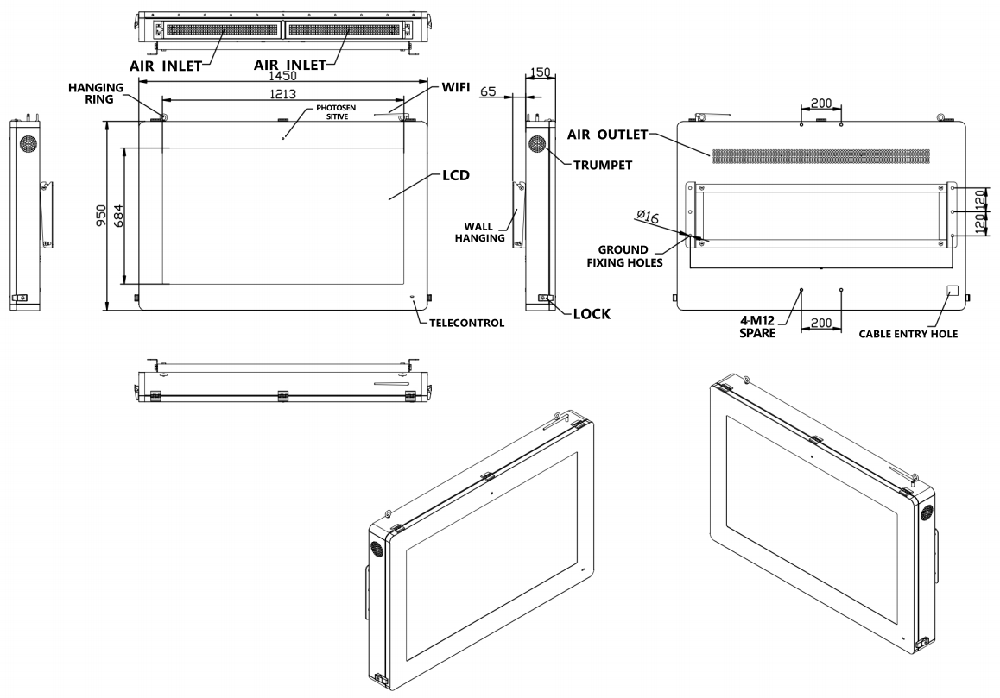 AIR INLET
AIR INLET
1450
150
HANGING
RING
1213
WIFI
65
200
PHOTOSEN
SITIVE
AIR OUTLET
TRUMPET
LCD
950
684
120
120
WALL
HANGING
Ø16
GROUND
FIXING HOLES
LOCK
TELECONTROL
4-M12
SPARE
200
CABLE ENTRY HOLE